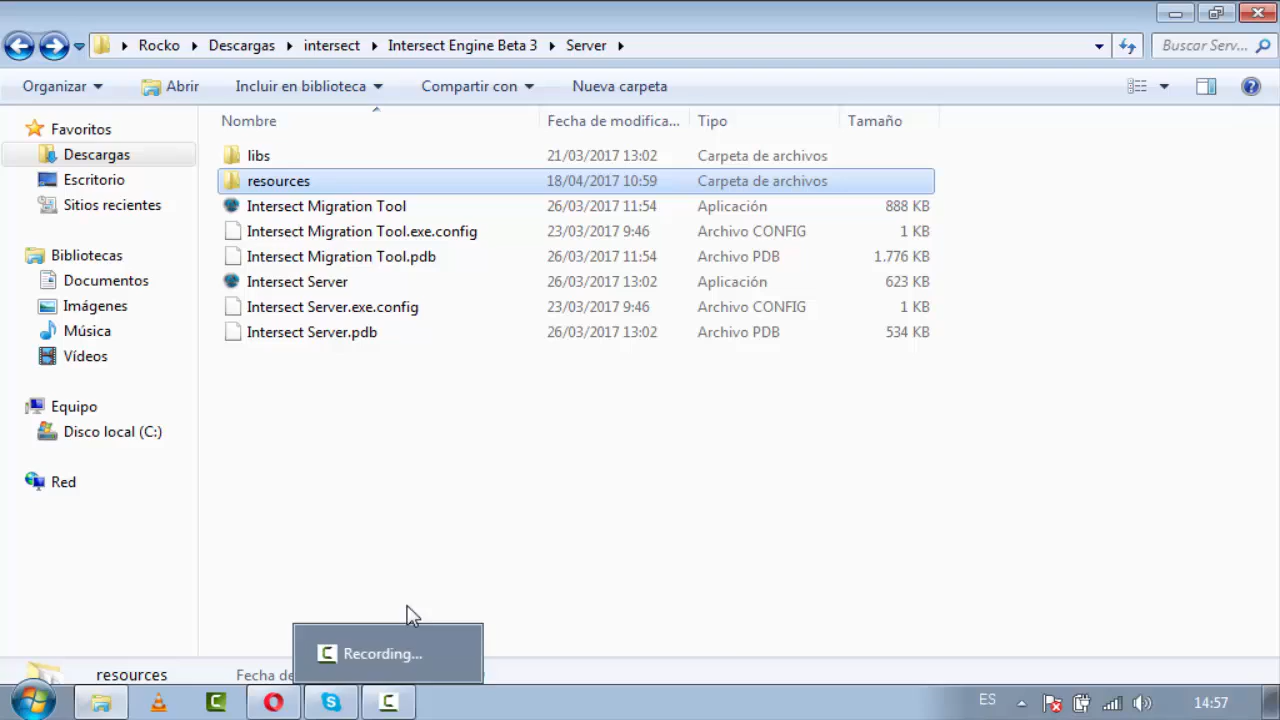 Rocko Descargas intersect Intersect Engine Beta 3 Server
Buscar Serv...
Organizar Abrir Incluir en biblioteca Compartir con Nueva carpeta
Nombre Fecha de modifica... Tipo Tamaño
Favoritos
Descargas
Escritorio
Sitios recientes
Bibliotecas
Documentos
Imágenes
Música
Vídeos
Equipo
Disco local (C:)
Red
libs 21/03/2017 13:02 Carpeta de archivos
resources 18/04/2017 10:59 Carpeta de archivos
Intersect Migration Tool 26/03/2017 11:54 Aplicación 888 KB
Intersect Migration Tool.exe.config 23/03/2017 9:46 Archivo CONFIG 1 KB
Intersect Migration Tool.pdb 26/03/2017 11:54 Archivo PDB 1.776 KB
Intersect Server 26/03/2017 13:02 Aplicación 623 KB
Intersect Server.exe.config 23/03/2017 9:46 Archivo CONFIG 1 KB
Intersect Server.pdb 26/03/2017 13:02 Archivo PDB 534 KB
Recording...
resources Fecha de
ES 14:57